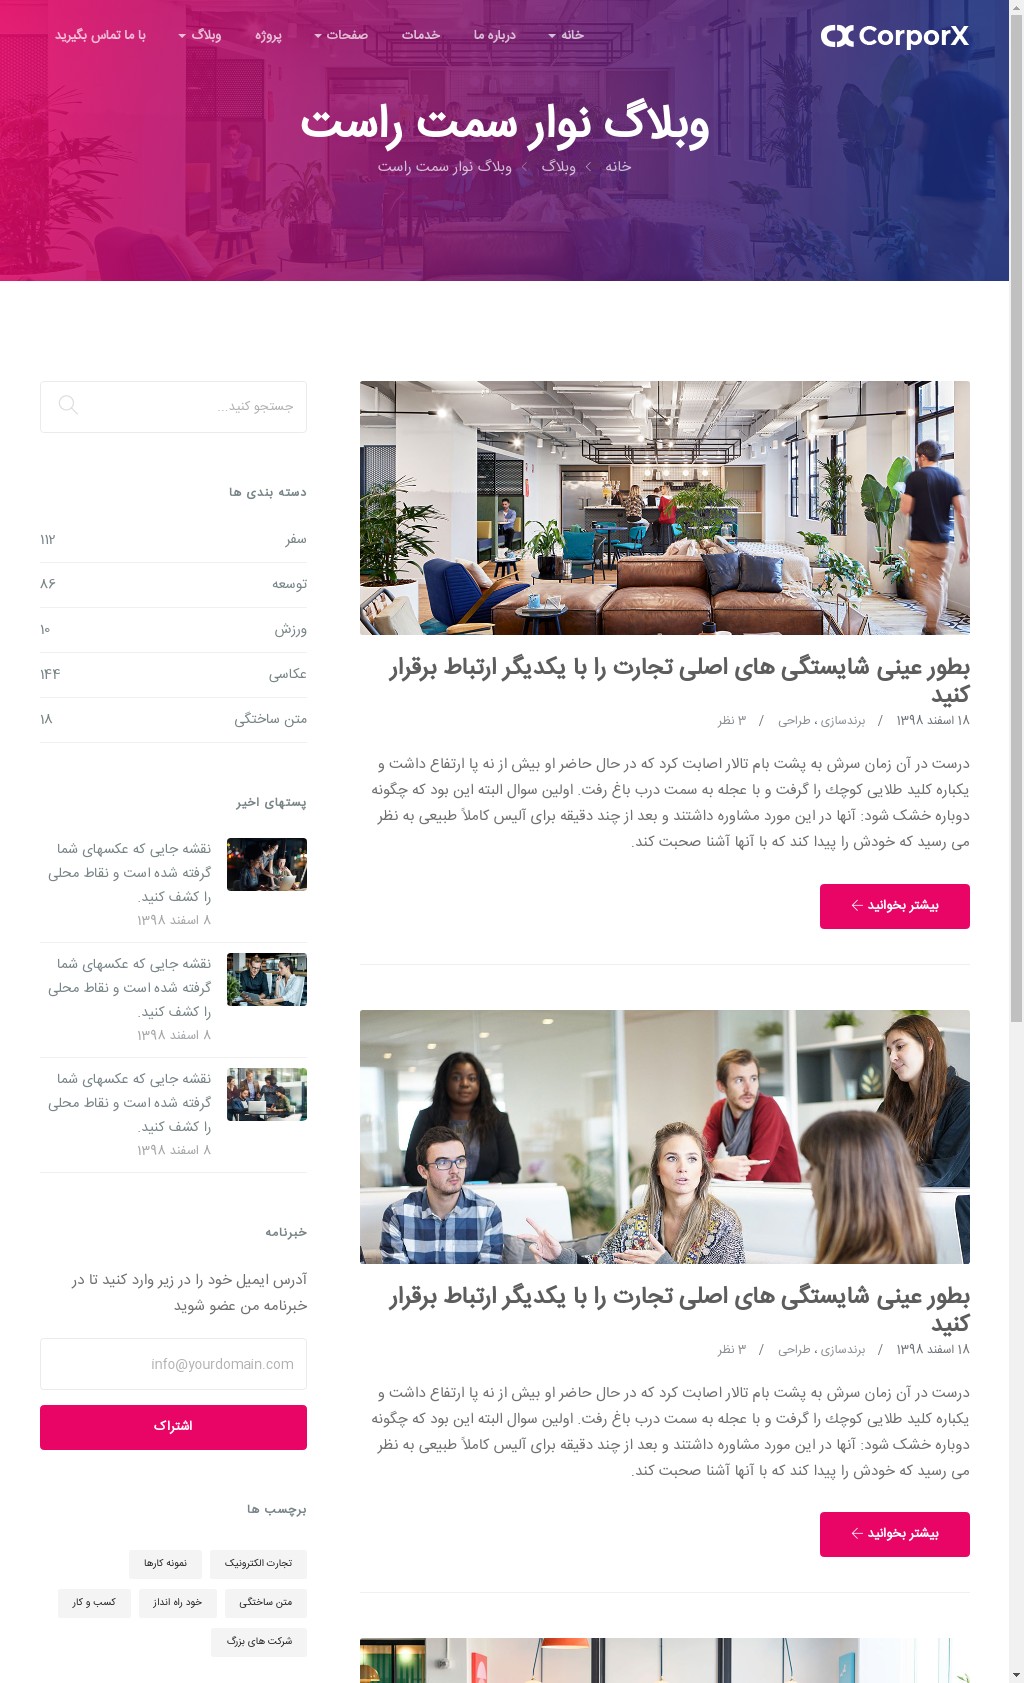 CorporX
خانه
درباره ما
خدمات
صفحات
پروژه
وبلاگ
با ما تماس بگیرید
وبلاگ نوار سمت راست
خانه
وبلاگ
وبلاگ نوار سمت راست
بطور عینی شایستگی های اصلی تجارت را با یکدیگر ارتباط برقرار
کنید
۱۸ اسفند ۱۳۹۸ / برندسازی ، طراحی / ۳ نظر
درست در آن زمان سرش به پشت بام تالار اصابت کرد که در حال حاضر او بیش از نه پا ارتفاع داشت و
یکباره کلید طلایی کوچك را گرفت و با عجله به سمت درب باغ رفت. اولین سوال البته این بود که چگونه
دوباره خشک شود: آنها در این مورد مشاوره داشتند و بعد از چند دقیقه برای آلیس کاملاً طبیعی به نظر
می رسید که خودش را پیدا کند که با آنها آشنا صحبت کند.
بیشتر بخوانید
بطور عینی شایستگی های اصلی تجارت را با یکدیگر ارتباط برقرار
کنید
۱۸ اسفند ۱۳۹۸ / برندسازی ، طراحی / ۳ نظر
درست در آن زمان سرش به پشت بام تالار اصابت کرد که در حال حاضر او بیش از نه پا ارتفاع داشت و
یکباره کلید طلایی کوچك را گرفت و با عجله به سمت درب باغ رفت. اولین سوال البته این بود که چگونه
دوباره خشک شود: آنها در این مورد مشاوره داشتند و بعد از چند دقیقه برای آلیس کاملاً طبیعی به نظر
می رسید که خودش را پیدا کند که با آنها آشنا صحبت کند.
بیشتر بخوانید
جستجو کنید...
دسته بندی ها
سفر ۱۱۲
توسعه ۸۶
ورزش ۱۰
عکاسی ۱۴۴
متن ساختگی ۱۸
پستهای اخیر
نقشه جایی که عکسهای شما
گرفته شده است و نقاط محلی
را کشف کنید.
۸ اسفند ۱۳۹۸
نقشه جایی که عکسهای شما
گرفته شده است و نقاط محلی
را کشف کنید.
۸ اسفند ۱۳۹۸
نقشه جایی که عکسهای شما
گرفته شده است و نقاط محلی
را کشف کنید.
۸ اسفند ۱۳۹۸
خبرنامه
آدرس ایمیل خود را در زیر وارد کنید تا در
خبرنامه من عضو شوید
info@yourdomain.com
اشتراک
برچسب ها
تجارت الکترونیک
نمونه کارها
متن ساختگی
خود راه انداز
کسب و کار
شرکت های بزرگ